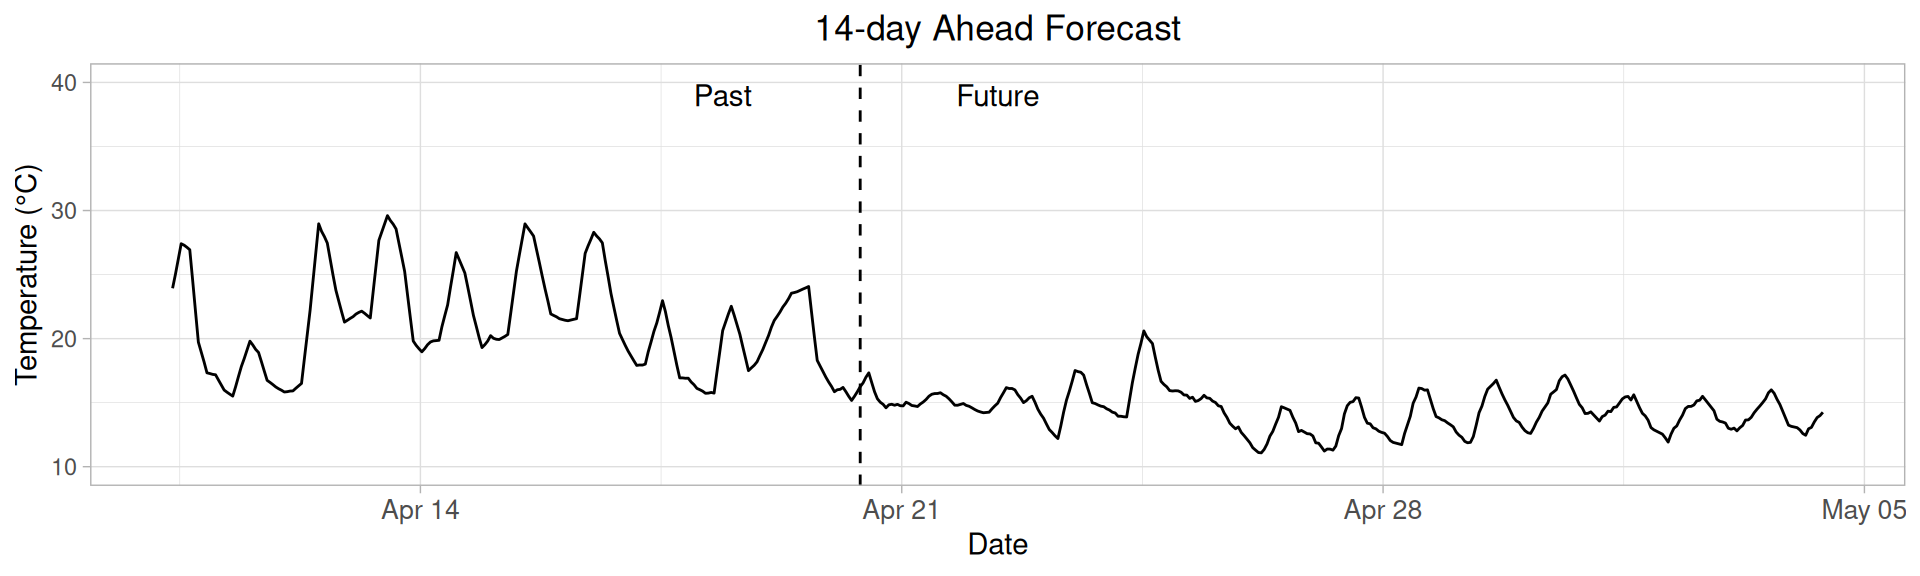 14-day Ahead Forecast
Past
Future
40
30
20
10
Temperature (°C)
Apr 14
Apr 21
Apr 28
May 05
Date